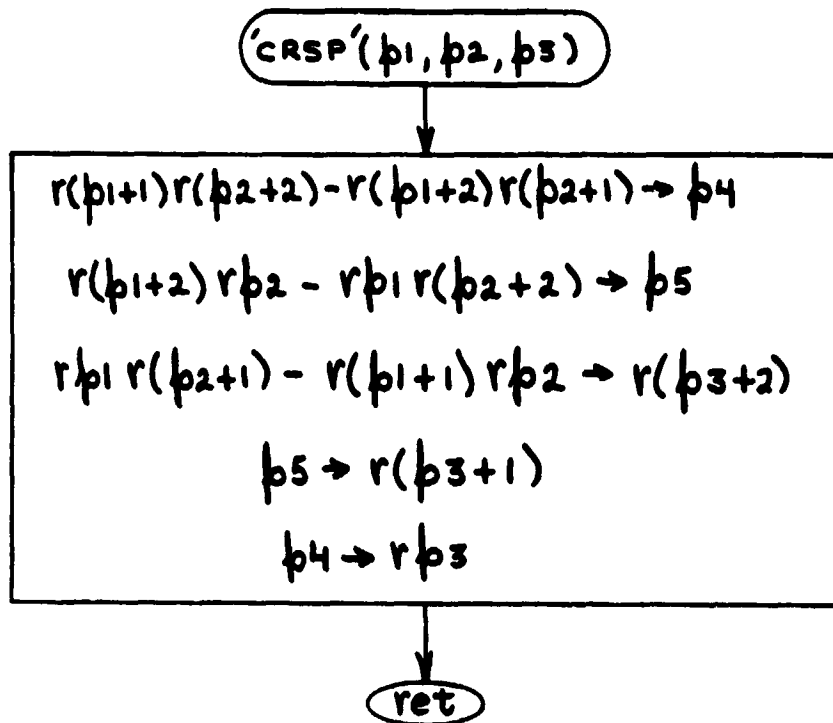 'CRSP'(p1, p2, p3)
r(p1+1)r(p2+2)-r(p1+2)r(p2+1)→p4
r(p1+2)rp2 - rp1 r(p2+2)→p5
rp1 r(p2+1) - r(p1+1)rp2 → r(p3+2)
p5 → r(p3+1)
p4 → rp3
ret